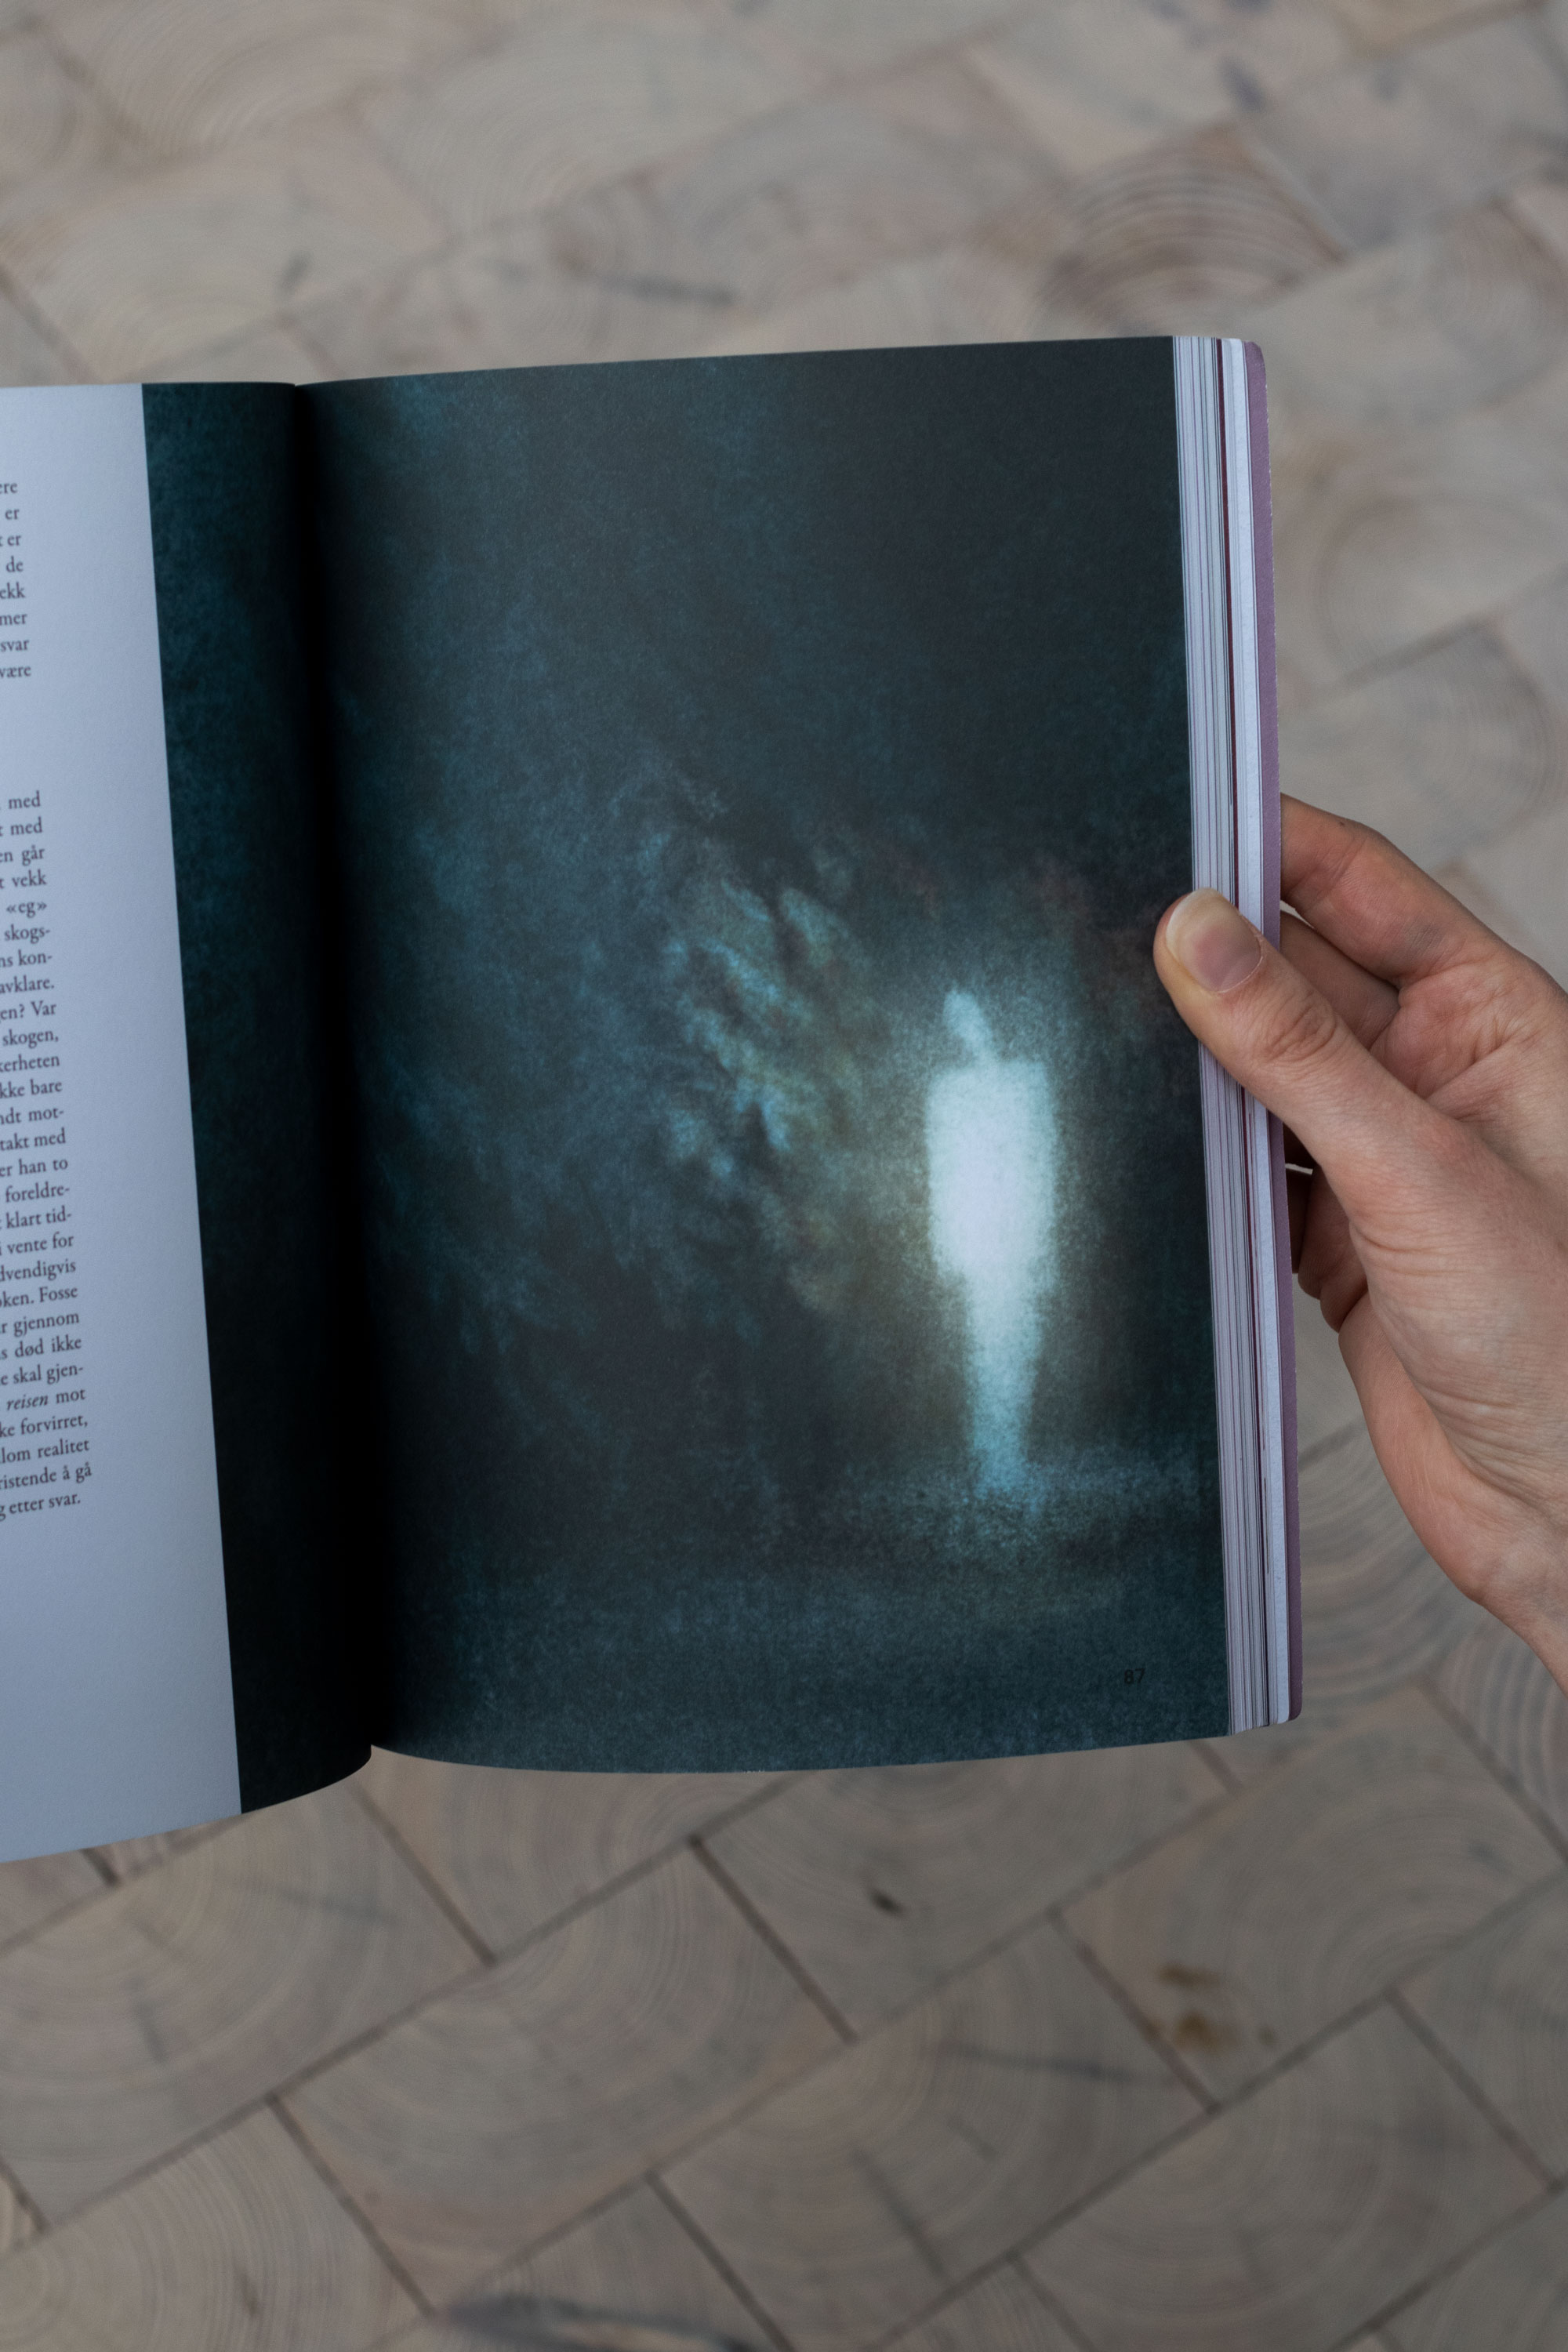 ere
er
t er
de
ekk
mer
svar
være
med
t med
en går
t vekk
«eg»
skogs-
ns kon-
avklare.
en? Var
skogen,
kerheten
kke bare
ndt mot-
takt med
er han to
foreldre-
t klart tid-
i vente for
dvendigvis
oken. Fosse
r gjennom
s død ikke
e skal gjen-
reisen mot
ke forvirret,
lom realitet
ristende å gå
g etter svar.
87